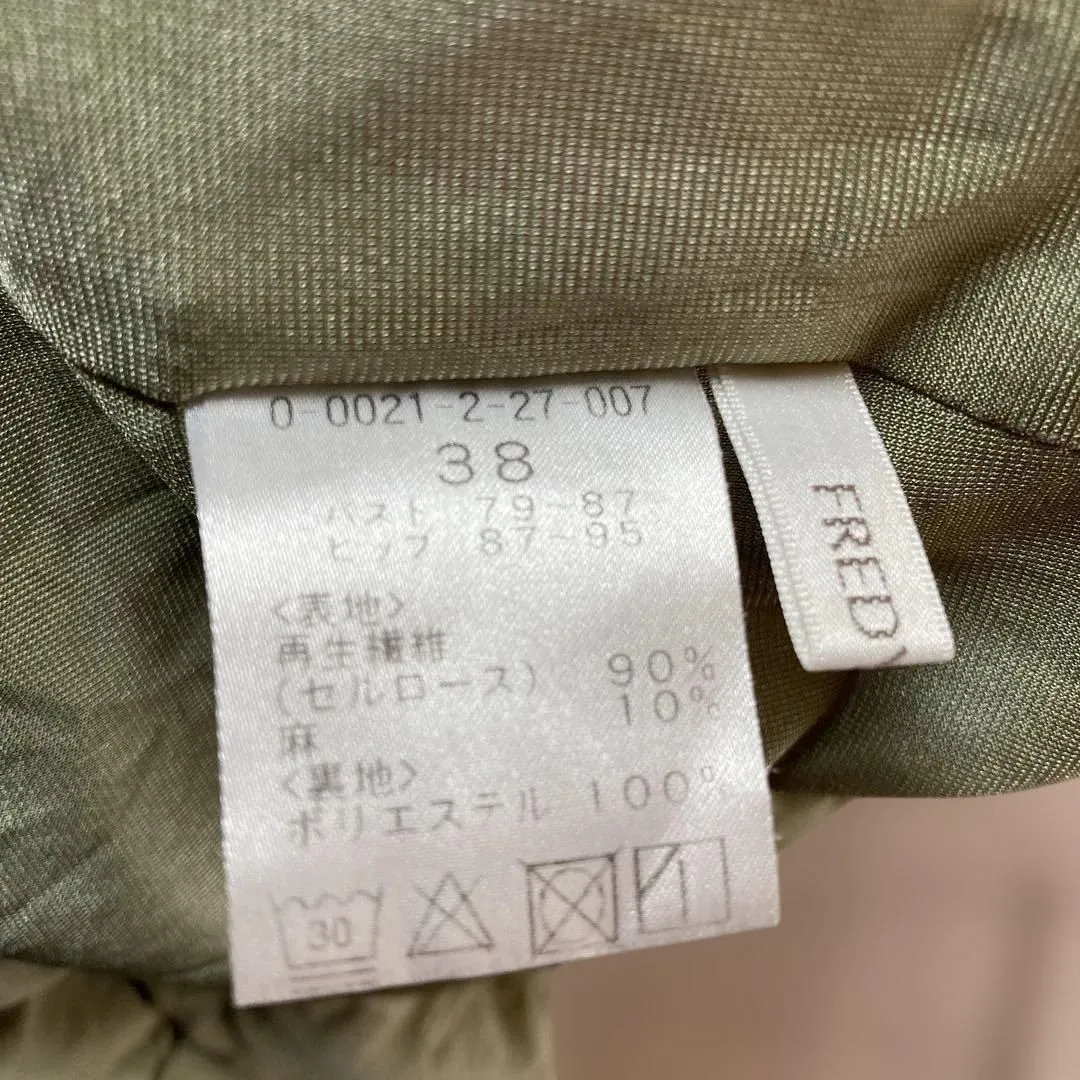 0-0021-2-27-007
38
バスト 79-87
ヒップ 87-95
<表地>
再生繊維
(セルロース) 90%
麻 10%
<裏地>
ポリエステル 100%
30
FRED